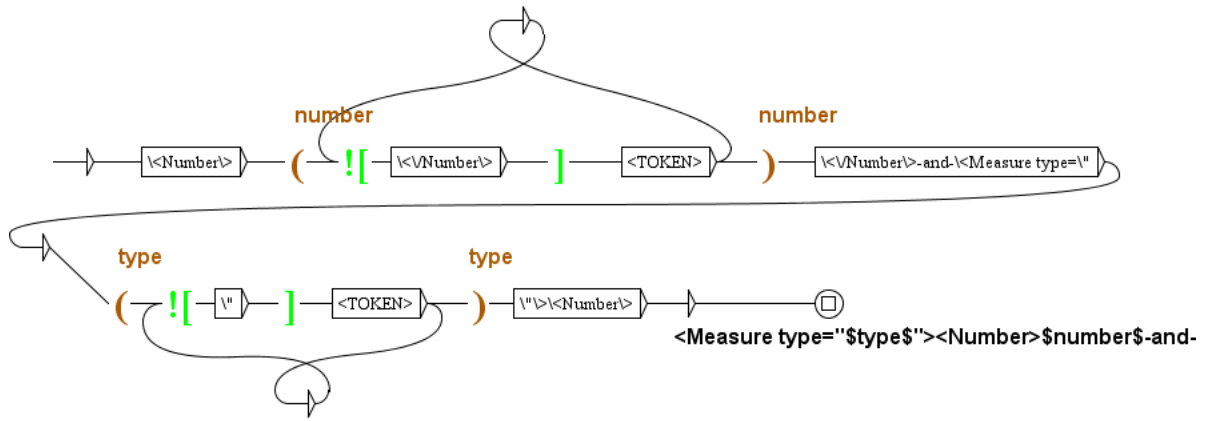 number number
\<Number\> ( ![ \<\/Number\> ] <TOKEN> ) \<\/Number\>-and-\<Measure type=\"
type type
( ![ \" ] <TOKEN> ) \"\>\<Number\>
<Measure type="$type$"><Number>$number$-and-